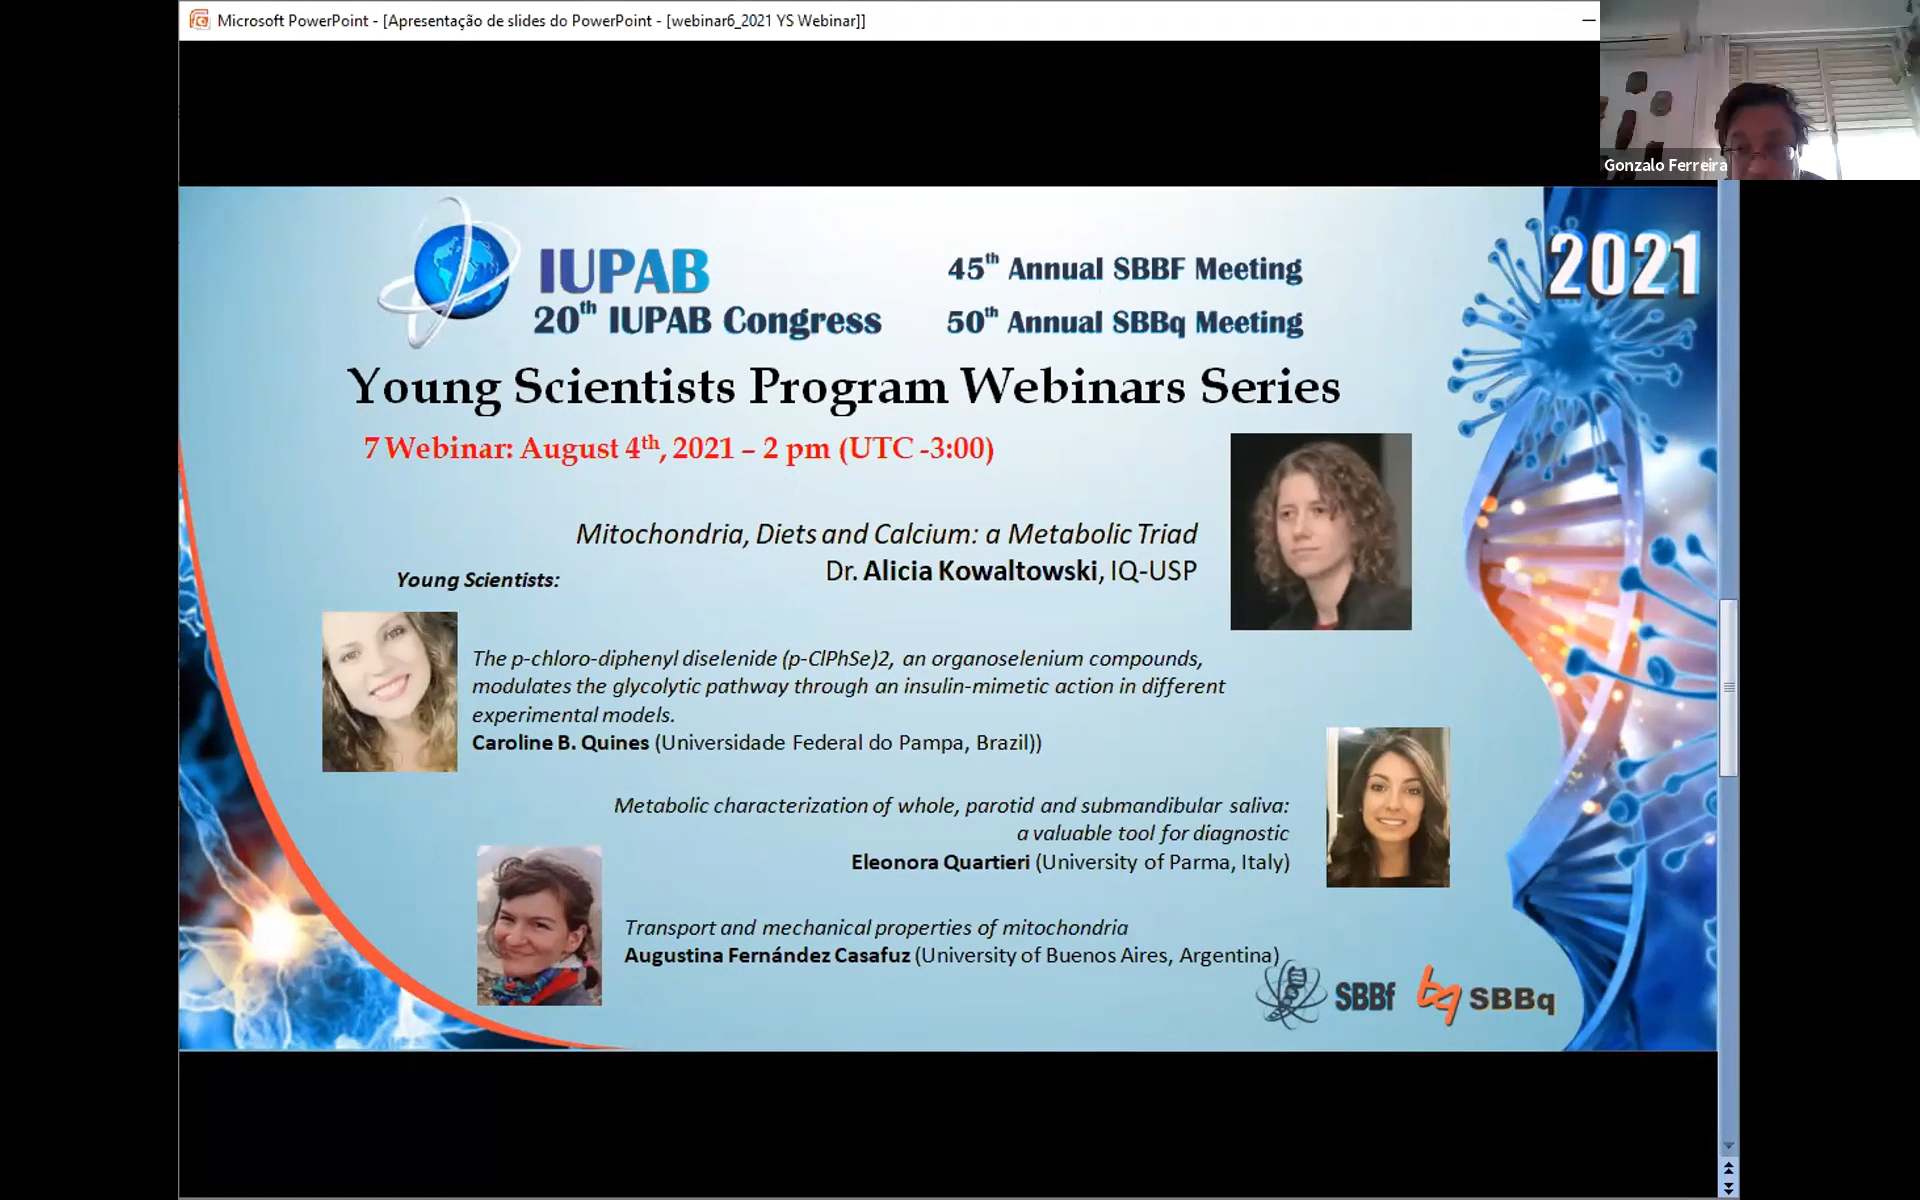 Microsoft PowerPoint - [Apresentação de slides do PowerPoint - [webinar6_2021 YS Webinar]]
Gonzalo Ferreira
2021
IUPAB
20th IUPAB Congress
45th Annual SBBF Meeting
50th Annual SBBq Meeting
Young Scientists Program Webinars Series
7 Webinar: August 4th, 2021 – 2 pm (UTC -3:00)
Mitochondria, Diets and Calcium: a Metabolic Triad
Dr. Alicia Kowaltowski, IQ-USP
Young Scientists:
The p-chloro-diphenyl diselenide (p-ClPhSe)2, an organoselenium compounds,
modulates the glycolytic pathway through an insulin-mimetic action in different
experimental models.
Caroline B. Quines (Universidade Federal do Pampa, Brazil))
Metabolic characterization of whole, parotid and submandibular saliva:
a valuable tool for diagnostic
Eleonora Quartieri (University of Parma, Italy)
Transport and mechanical properties of mitochondria
Augustina Fernández Casafuz (University of Buenos Aires, Argentina)
SBBf
bq SBBq